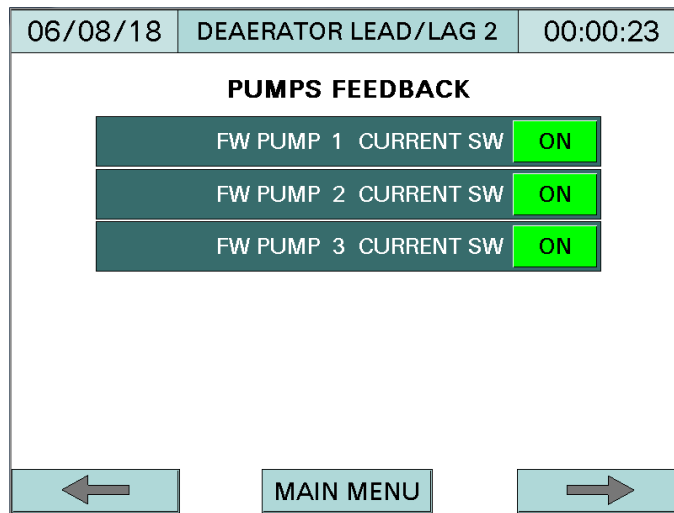 06/08/18 DEAERATOR LEAD/LAG 2 00:00:23
PUMPS FEEDBACK
FW PUMP 1 CURRENT SW ON
FW PUMP 2 CURRENT SW ON
FW PUMP 3 CURRENT SW ON
MAIN MENU